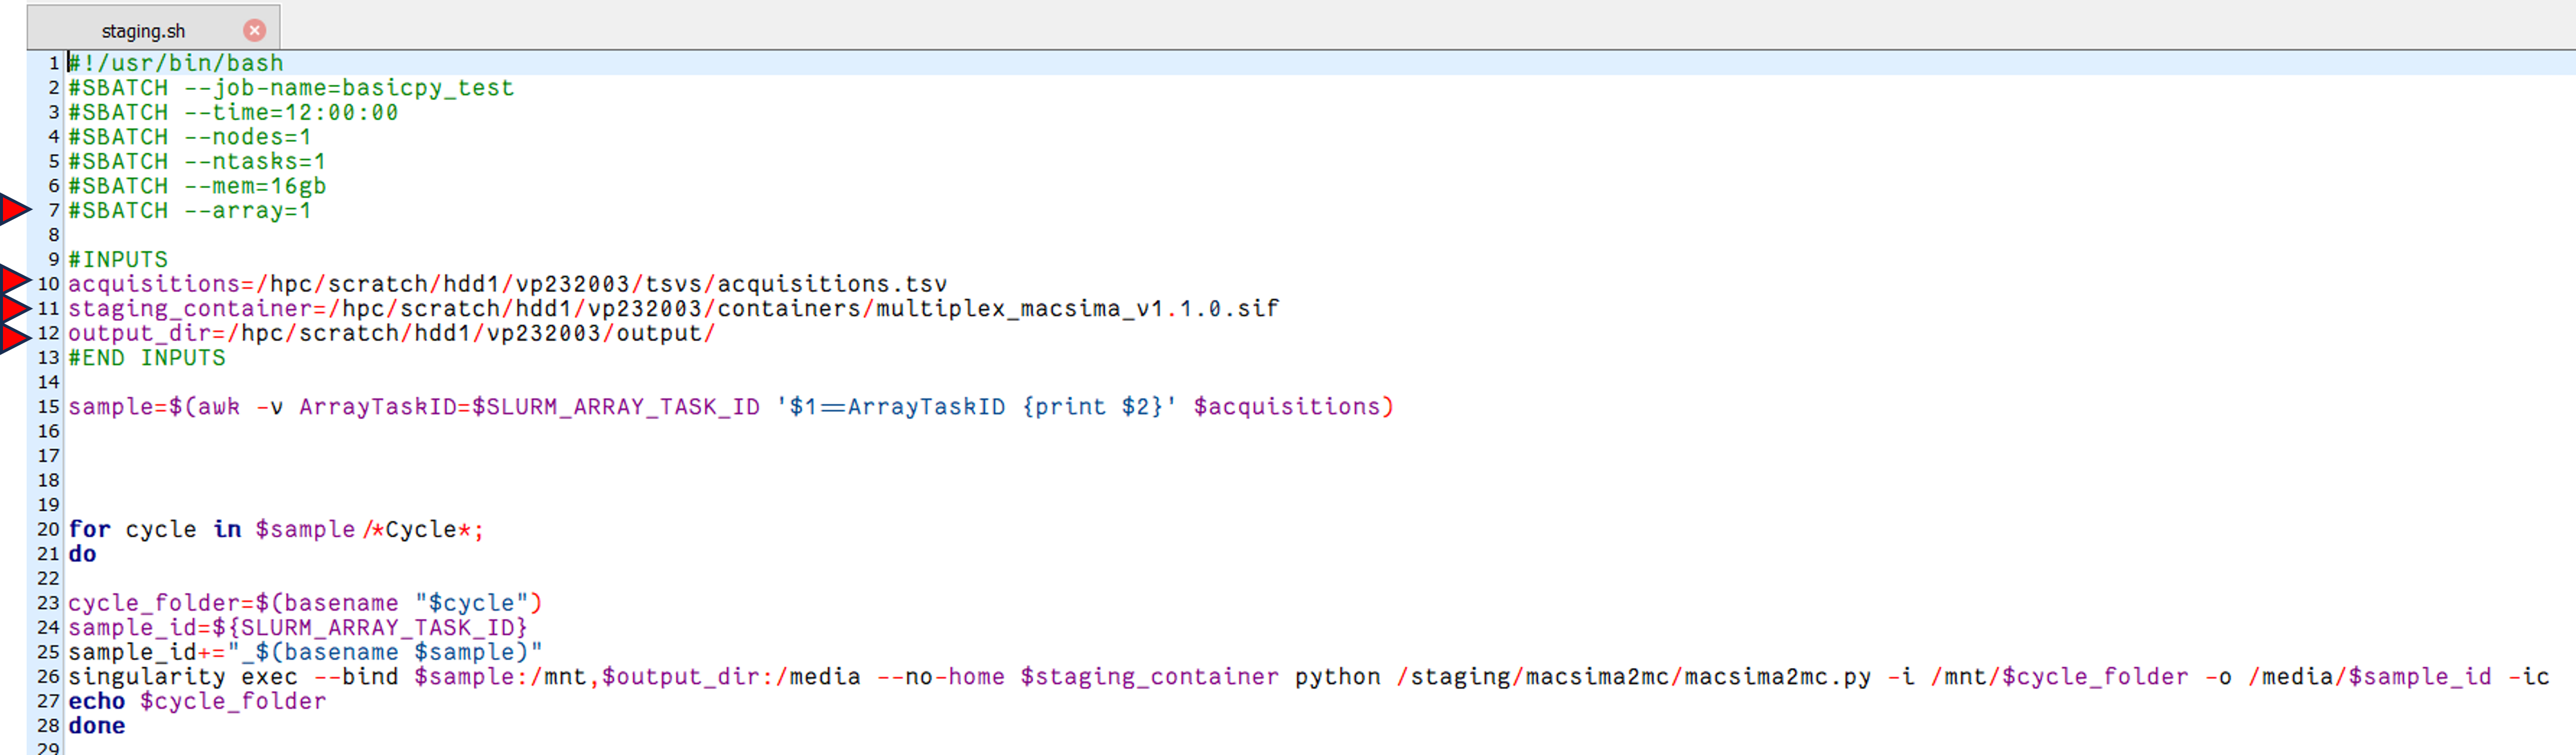 staging.sh
1 #!/usr/bin/bash
2 #SBATCH --job-name=basicpy_test
3 #SBATCH --time=12:00:00
4 #SBATCH --nodes=1
5 #SBATCH --ntasks=1
6 #SBATCH --mem=16gb
7 #SBATCH --array=1
8
9 #INPUTS
10 acquisitions=/hpc/scratch/hdd1/vp232003/tsvs/acquisitions.tsv
11 staging_container=/hpc/scratch/hdd1/vp232003/containers/multiplex_macsima_v1.1.0.sif
12 output_dir=/hpc/scratch/hdd1/vp232003/output/
13 #END INPUTS
14
15 sample=$(awk -v ArrayTaskID=$SLURM_ARRAY_TASK_ID '$1==ArrayTaskID {print $2}' $acquisitions)
16
17
18
19
20 for cycle in $sample/*Cycle*;
21 do
22
23 cycle_folder=$(basename "$cycle")
24 sample_id=${SLURM_ARRAY_TASK_ID}
25 sample_id+="_$(basename $sample)"
26 singularity exec --bind $sample:/mnt,$output_dir:/media --no-home $staging_container python /staging/macsima2mc/macsima2mc.py -i /mnt/$cycle_folder -o /media/$sample_id -ic
27 echo $cycle_folder
28 done
29